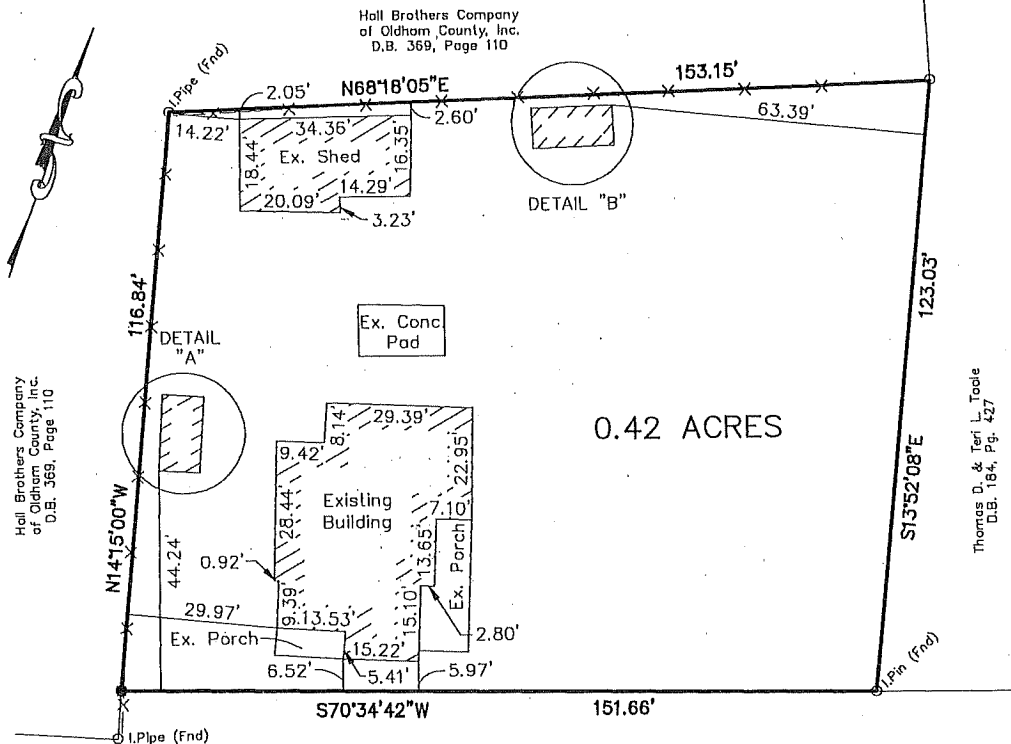 Hall Brothers Company
of Oldham County, Inc.
D.B. 369, Page 110
I.Pipe (Fnd)
2.05'
N68°18'05"E
153.15'
14.22'
34.36'
2.60'
63.39'
Ex. Shed
18.44'
16.35'
14.29'
20.09'
3.23'
DETAIL "B"
116.84'
123.03'
DETAIL
"A"
Ex. Conc.
Pad
Hall Brothers Company
of Oldham County, Inc.
D.B. 369, Page 110
0.42 ACRES
29.39'
8.14'
9.42'
22.95'
Existing
Building
28.44'
7.10'
Thomas D. & Teri L. Toole
D.B. 184, Pg. 427
N14°15'00"W
S13°52'08"E
44.24'
0.92'
13.65'
Ex. Porch
9.39'
29.97'
13.53'
15.10'
2.80'
Ex. Porch
15.22'
6.52'
5.41'
5.97'
I.Pin (Fnd)
S70°34'42"W
151.66'
I.Pipe (Fnd)